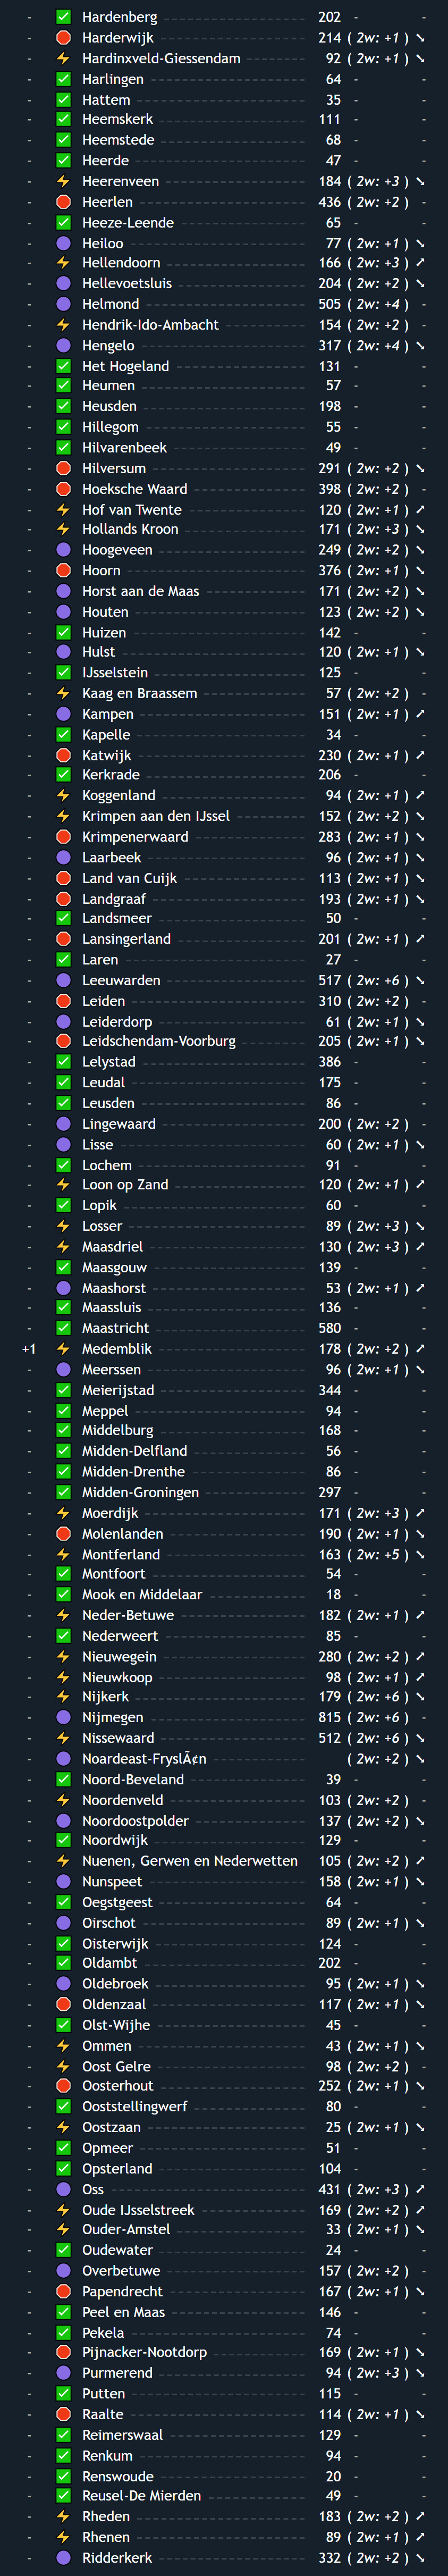 - ✅ Hardenberg 202 - -
- 🛑 Harderwijk 214 ( 2w: +1 ) ➘
- ⚡ Hardinxveld-Giessendam 92 ( 2w: +1 ) ➘
- ✅ Harlingen 64 - -
- ✅ Hattem 35 - -
- ✅ Heemskerk 111 - -
- ✅ Heemstede 68 - -
- ✅ Heerde 47 - -
- ⚡ Heerenveen 184 ( 2w: +3 ) ➘
- 🛑 Heerlen 436 ( 2w: +2 ) -
- ✅ Heeze-Leende 65 - -
- 🟣 Heiloo 77 ( 2w: +1 ) ➘
- ⚡ Hellendoorn 166 ( 2w: +3 ) ➚
- 🟣 Hellevoetsluis 204 ( 2w: +2 ) ➘
- 🟣 Helmond 505 ( 2w: +4 ) -
- ⚡ Hendrik-Ido-Ambacht 154 ( 2w: +2 ) -
- 🟣 Hengelo 317 ( 2w: +4 ) ➘
- ✅ Het Hogeland 131 - -
- ✅ Heumen 57 - -
- ✅ Heusden 198 - -
- ✅ Hillegom 55 - -
- ✅ Hilvarenbeek 49 - -
- 🛑 Hilversum 291 ( 2w: +2 ) ➘
- 🛑 Hoeksche Waard 398 ( 2w: +2 ) -
- ⚡ Hof van Twente 120 ( 2w: +1 ) ➚
- ⚡ Hollands Kroon 171 ( 2w: +3 ) ➘
- 🟣 Hoogeveen 249 ( 2w: +2 ) ➘
- 🛑 Hoorn 376 ( 2w: +1 ) ➘
- 🟣 Horst aan de Maas 171 ( 2w: +2 ) ➘
- 🟣 Houten 123 ( 2w: +2 ) ➘
- ✅ Huizen 142 - -
- 🟣 Hulst 120 ( 2w: +1 ) ➘
- ✅ IJsselstein 125 - -
- ⚡ Kaag en Braassem 57 ( 2w: +2 ) -
- 🟣 Kampen 151 ( 2w: +1 ) ➚
- ✅ Kapelle 34 - -
- 🛑 Katwijk 230 ( 2w: +1 ) ➚
- ✅ Kerkrade 206 - -
- ⚡ Koggenland 94 ( 2w: +1 ) ➚
- ⚡ Krimpen aan den IJssel 152 ( 2w: +2 ) ➘
- 🛑 Krimpenerwaard 283 ( 2w: +1 ) ➘
- 🟣 Laarbeek 96 ( 2w: +1 ) ➘
- 🛑 Land van Cuijk 113 ( 2w: +1 ) ➘
- 🛑 Landgraaf 193 ( 2w: +1 ) ➘
- ✅ Landsmeer 50 - -
- 🛑 Lansingerland 201 ( 2w: +1 ) ➚
- ✅ Laren 27 - -
- 🟣 Leeuwarden 517 ( 2w: +6 ) ➘
- 🛑 Leiden 310 ( 2w: +2 ) -
- 🟣 Leiderdorp 61 ( 2w: +1 ) ➘
- 🛑 Leidschendam-Voorburg 205 ( 2w: +1 ) ➘
- ✅ Lelystad 386 - -
- ✅ Leudal 175 - -
- ✅ Leusden 86 - -
- 🟣 Lingewaard 200 ( 2w: +2 ) -
- 🟣 Lisse 60 ( 2w: +1 ) ➘
- ✅ Lochem 91 - -
- ⚡ Loon op Zand 120 ( 2w: +1 ) ➚
- ✅ Lopik 60 - -
- ⚡ Losser 89 ( 2w: +3 ) ➘
- ⚡ Maasdriel 130 ( 2w: +3 ) ➚
- ✅ Maasgouw 139 - -
- 🟣 Maashorst 53 ( 2w: +1 ) ➚
- ✅ Maassluis 136 - -
- ✅ Maastricht 580 - -
+1 ⚡ Medemblik 178 ( 2w: +2 ) ➚
- 🟣 Meerssen 96 ( 2w: +1 ) ➘
- ✅ Meierijstad 344 - -
- ✅ Meppel 94 - -
- ✅ Middelburg 168 - -
- ✅ Midden-Delfland 56 - -
- ✅ Midden-Drenthe 86 - -
- ✅ Midden-Groningen 297 - -
- ⚡ Moerdijk 171 ( 2w: +3 ) ➚
- 🛑 Molenlanden 190 ( 2w: +1 ) ➘
- ⚡ Montferland 163 ( 2w: +5 ) ➘
- ✅ Montfoort 54 - -
- ✅ Mook en Middelaar 18 - -
- ⚡ Neder-Betuwe 182 ( 2w: +1 ) ➚
- ✅ Nederweert 85 - -
- ⚡ Nieuwegein 280 ( 2w: +2 ) ➚
- ⚡ Nieuwkoop 98 ( 2w: +1 ) ➚
- ⚡ Nijkerk 179 ( 2w: +6 ) ➘
- 🟣 Nijmegen 815 ( 2w: +6 ) -
- ⚡ Nissewaard 512 ( 2w: +6 ) ➘
- 🟣 Noardeast-FryslÃ¢n ( 2w: +2 ) ➘
- ✅ Noord-Beveland 39 - -
- ⚡ Noordenveld 103 ( 2w: +2 ) -
- 🟣 Noordoostpolder 137 ( 2w: +2 ) ➘
- ✅ Noordwijk 129 - -
- ⚡ Nuenen, Gerwen en Nederwetten 105 ( 2w: +2 ) ➚
- 🟣 Nunspeet 158 ( 2w: +1 ) ➘
- ✅ Oegstgeest 64 - -
- 🟣 Oirschot 89 ( 2w: +1 ) ➘
- ✅ Oisterwijk 124 - -
- ✅ Oldambt 202 - -
- 🟣 Oldebroek 95 ( 2w: +1 ) ➘
- 🛑 Oldenzaal 117 ( 2w: +1 ) ➘
- ✅ Olst-Wijhe 45 - -
- ⚡ Ommen 43 ( 2w: +1 ) ➘
- ⚡ Oost Gelre 98 ( 2w: +2 ) -
- 🛑 Oosterhout 252 ( 2w: +1 ) ➘
- ✅ Ooststellingwerf 80 - -
- ⚡ Oostzaan 25 ( 2w: +1 ) ➘
- ✅ Opmeer 51 - -
- ✅ Opsterland 104 - -
- 🟣 Oss 431 ( 2w: +3 ) ➚
- ⚡ Oude IJsselstreek 169 ( 2w: +2 ) ➚
- ⚡ Ouder-Amstel 33 ( 2w: +1 ) ➘
- ✅ Oudewater 24 - -
- 🟣 Overbetuwe 157 ( 2w: +2 ) -
- 🛑 Papendrecht 167 ( 2w: +1 ) ➘
- ✅ Peel en Maas 146 - -
- ✅ Pekela 74 - -
- 🛑 Pijnacker-Nootdorp 169 ( 2w: +1 ) ➘
- 🟣 Purmerend 94 ( 2w: +3 ) ➘
- ✅ Putten 115 - -
- 🛑 Raalte 114 ( 2w: +1 ) ➘
- ✅ Reimerswaal 129 - -
- ✅ Renkum 94 - -
- ✅ Renswoude 20 - -
- ✅ Reusel-De Mierden 49 - -
- ⚡ Rheden 183 ( 2w: +2 ) ➚
- ⚡ Rhenen 89 ( 2w: +1 ) ➚
- 🟣 Ridderkerk 332 ( 2w: +2 ) ➘